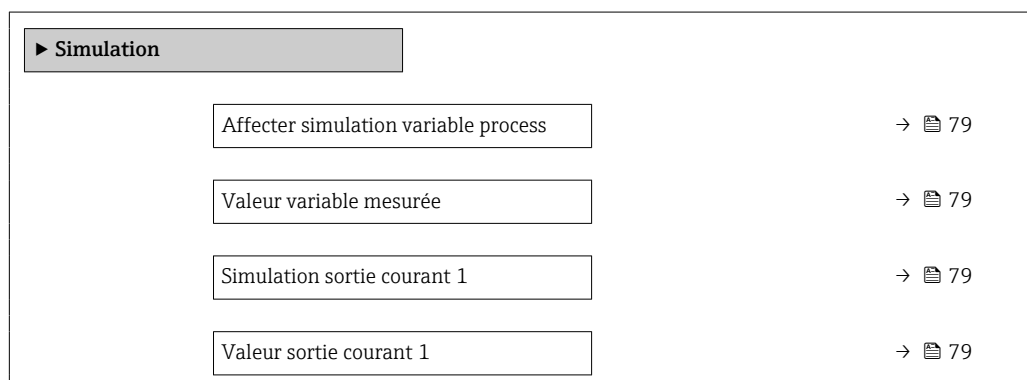 ▶ Simulation
Affecter simulation variable process → 79
Valeur variable mesurée → 79
Simulation sortie courant 1 → 79
Valeur sortie courant 1 → 79